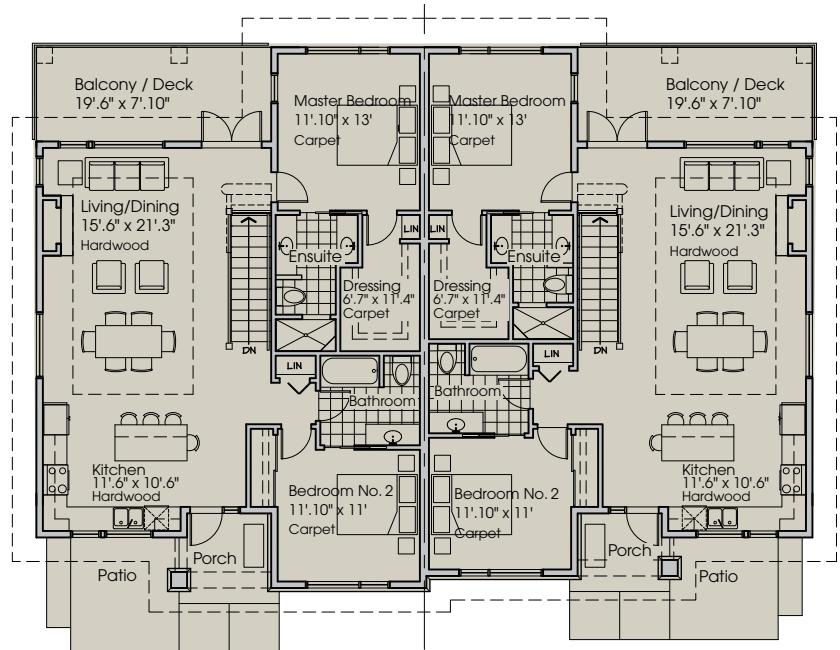 Balcony / Deck
19'.6" x 7'.10"
Master Bedroom
11'.10" x 13'
Carpet
Master Bedroom
11'.10" x 13'
Carpet
Balcony / Deck
19'.6" x 7'.10"
Living/Dining
15'.6" x 21'.3"
Hardwood
LIN
LIN
Living/Dining
15'.6" x 21'.3"
Hardwood
Ensuite
Ensuite
Dressing
6'.7" x 11'.4"
Carpet
Dressing
6'.7" x 11'.4"
Carpet
DN
DN
LIN
LIN
Bathroom
Bathroom
Kitchen
11'.6" x 10'.6"
Hardwood
Bedroom No. 2
11'.10" x 11'
Carpet
Bedroom No. 2
11'.10" x 11'
Carpet
Kitchen
11'.6" x 10'.6"
Hardwood
Porch
Porch
Patio
Patio